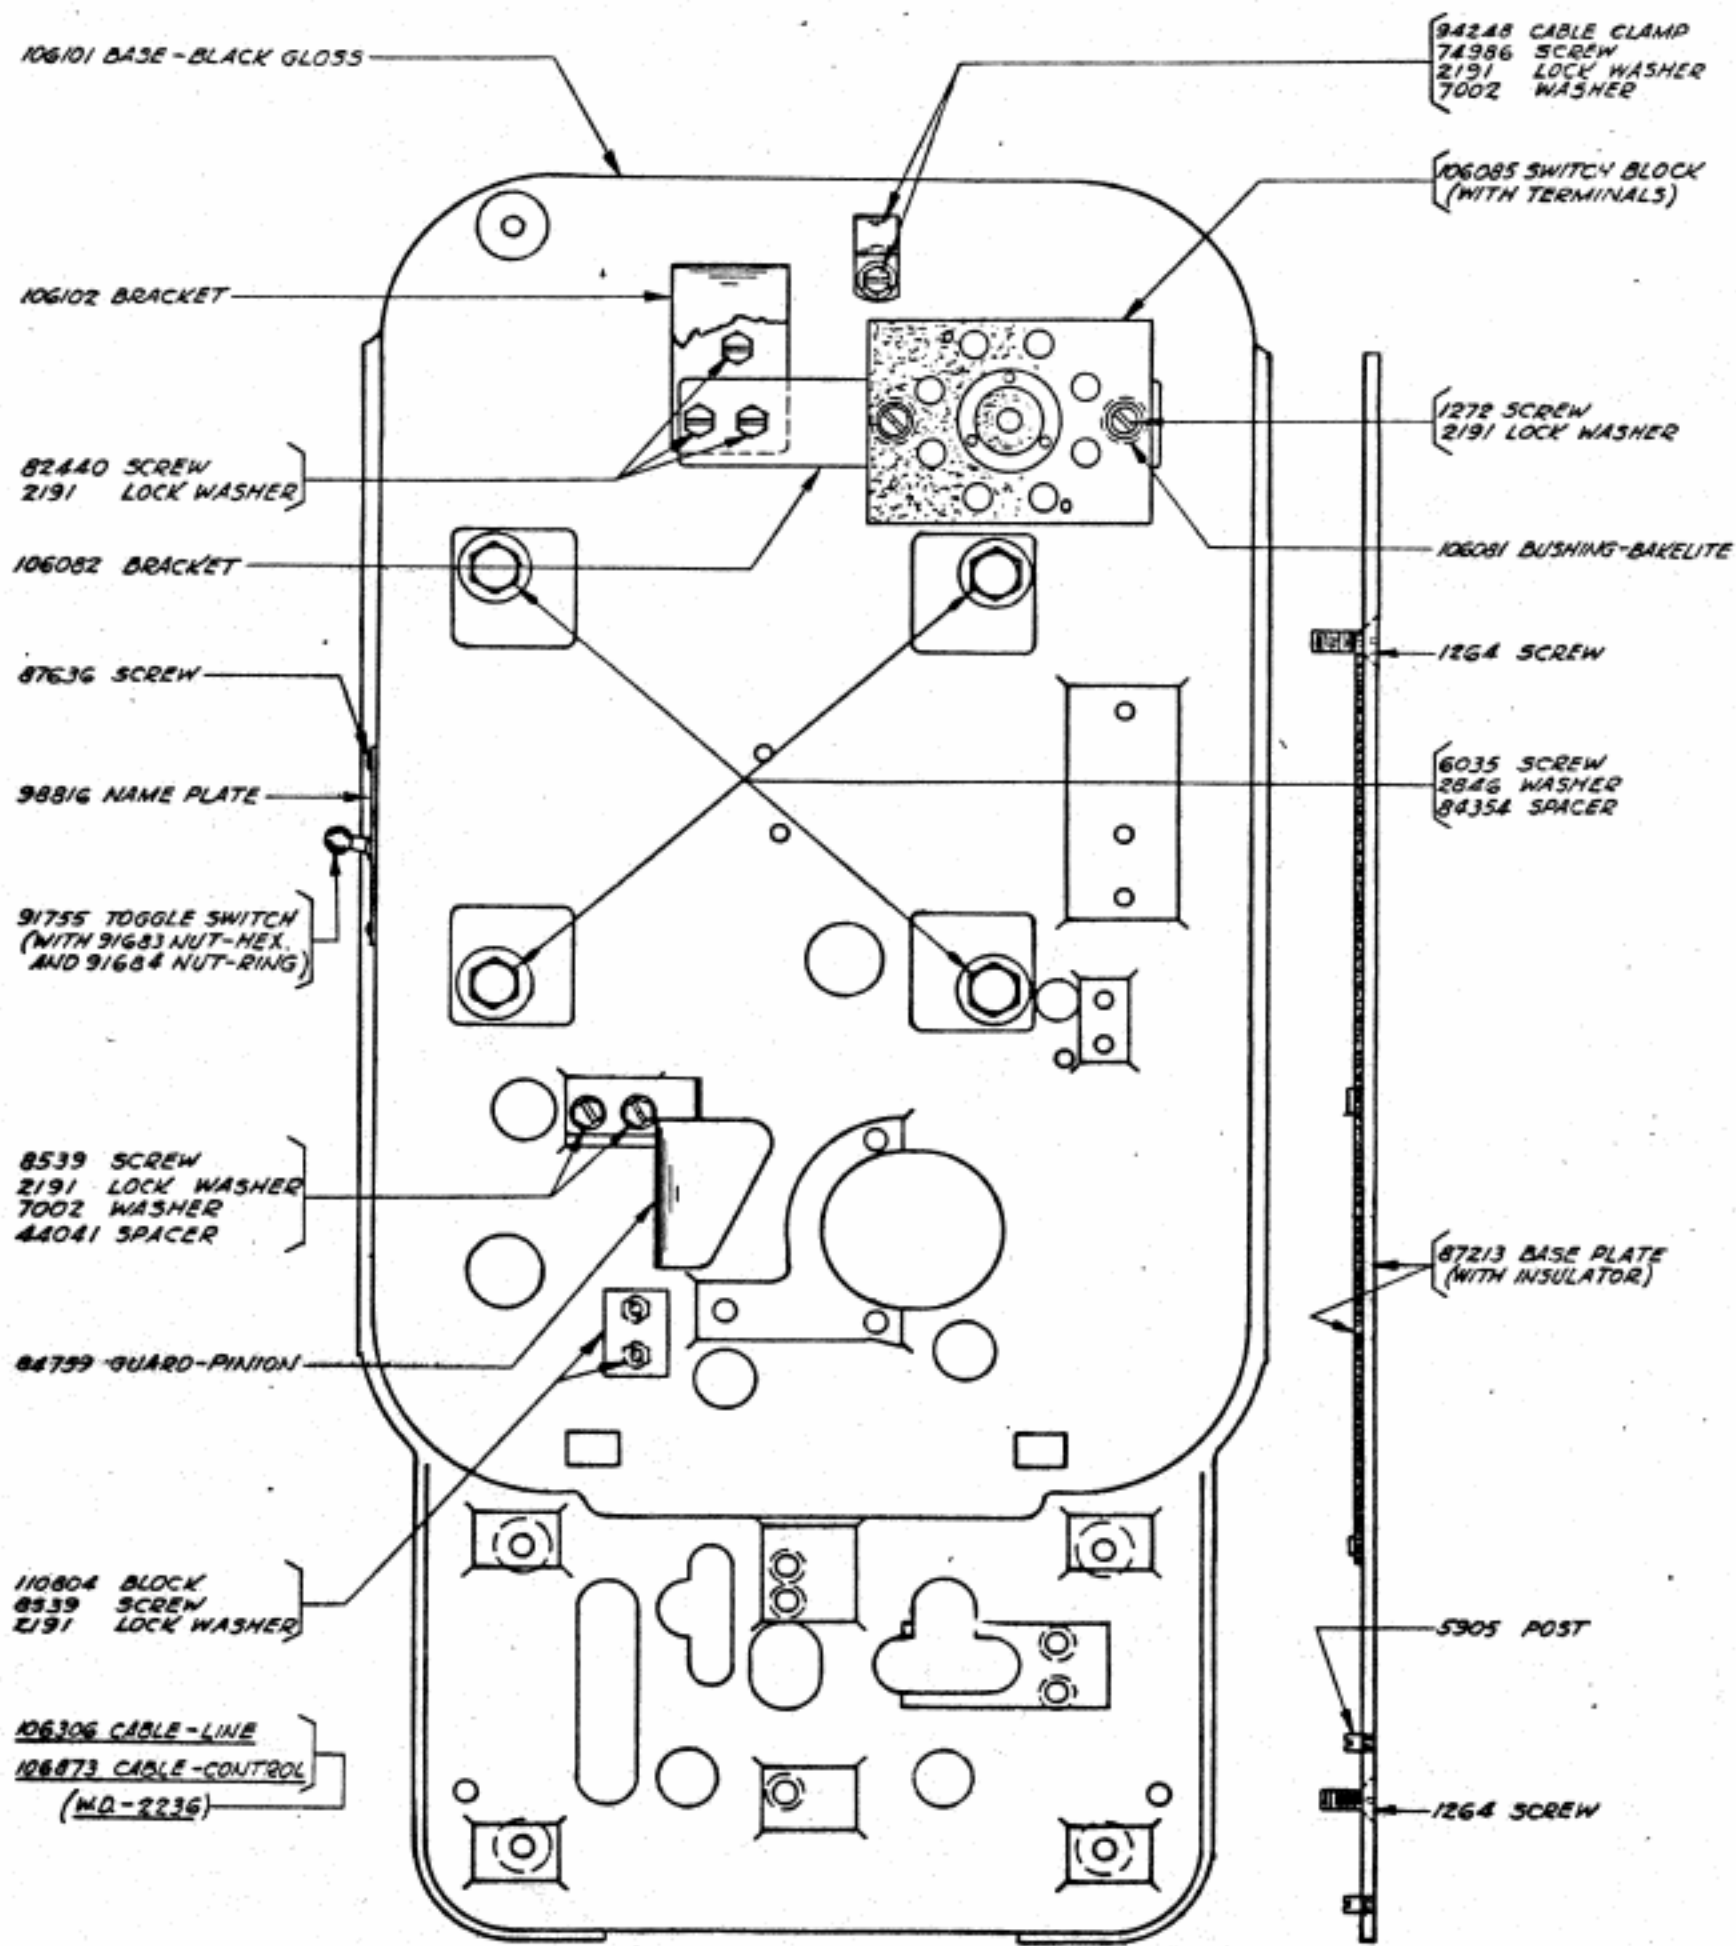 106101 BASE-BLACK GLOSS
106102 BRACKET
82440 SCREW
2191 LOCK WASHER
106082 BRACKET
87636 SCREW
98816 NAME PLATE
91755 TOGGLE SWITCH
(WITH 91683 NUT-HEX.
AND 91684 NUT-RING)
8539 SCREW
2191 LOCK WASHER
7002 WASHER
44041 SPACER
84759 GUARD-PINION
110804 BLOCK
8539 SCREW
2191 LOCK WASHER
106306 CABLE-LINE
106873 CABLE-CONTROL
(W.D.-2236)
94248 CABLE CLAMP
74986 SCREW
2191 LOCK WASHER
7002 WASHER
106085 SWITCH BLOCK
(WITH TERMINALS)
1272 SCREW
2191 LOCK WASHER
106081 BUSHING-BAKELITE
1264 SCREW
6035 SCREW
2846 WASHER
84354 SPACER
87213 BASE PLATE
(WITH INSULATOR)
5905 POST
1264 SCREW